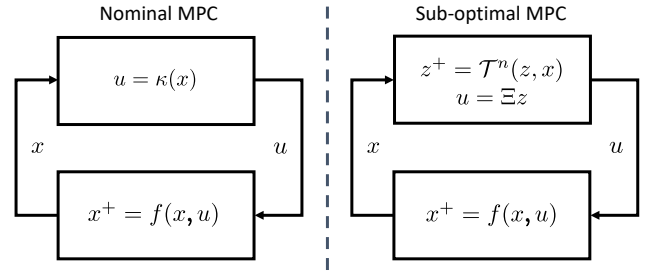 Nominal MPC
u = κ(x)
x
u
x⁺ = f(x, u)
Sub-optimal MPC
z⁺ = 𝒯ⁿ(z, x)
u = Ξz
x
u
x⁺ = f(x, u)